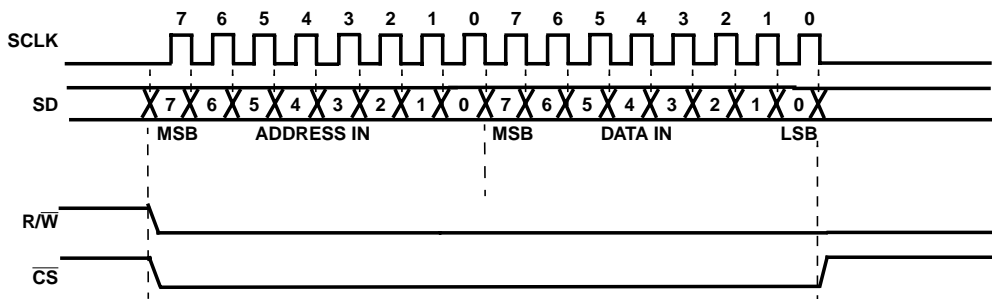 7 6 5 4 3 2 1 0 7 6 5 4 3 2 1 0
SCLK
SD 7 6 5 4 3 2 1 0 7 6 5 4 3 2 1 0
MSB ADDRESS IN MSB DATA IN LSB
R/W̅
C̅S̅